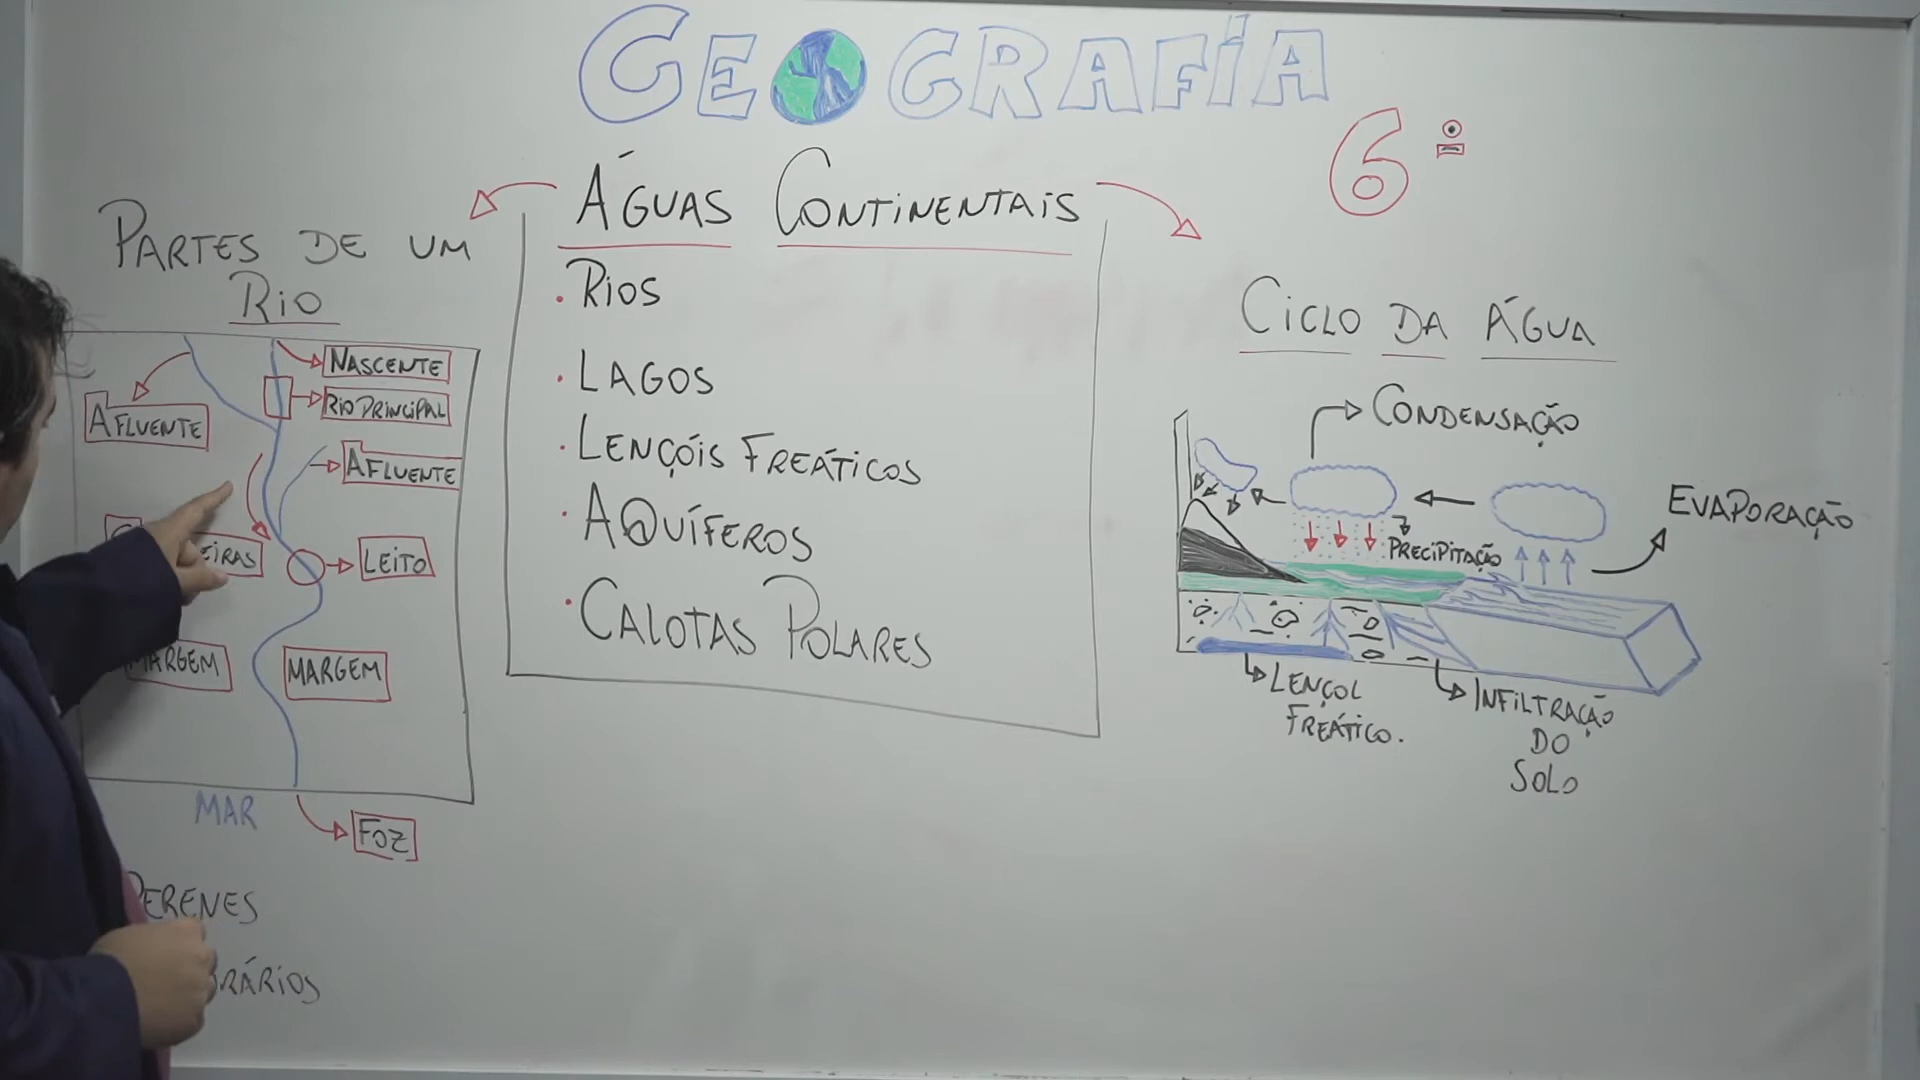 GEOGRAFIA
6º
ÁGUAS CONTINENTAIS
. RIOS
. LAGOS
. LENÇÓIS FREÁTICOS
. AQUÍFEROS
. CALOTAS POLARES
PARTES DE UM
RIO
NASCENTE
RIO PRINCIPAL
AFLUENTE
AFLUENTE
LEITO
MARGEM
MARGEM
MAR
FOZ
PERENES
CICLO DA ÁGUA
CONDENSAÇÃO
EVAPORAÇÃO
PRECIPITAÇÃO
LENÇOL
FREÁTICO.
INFILTRAÇÃO
DO
SOLO